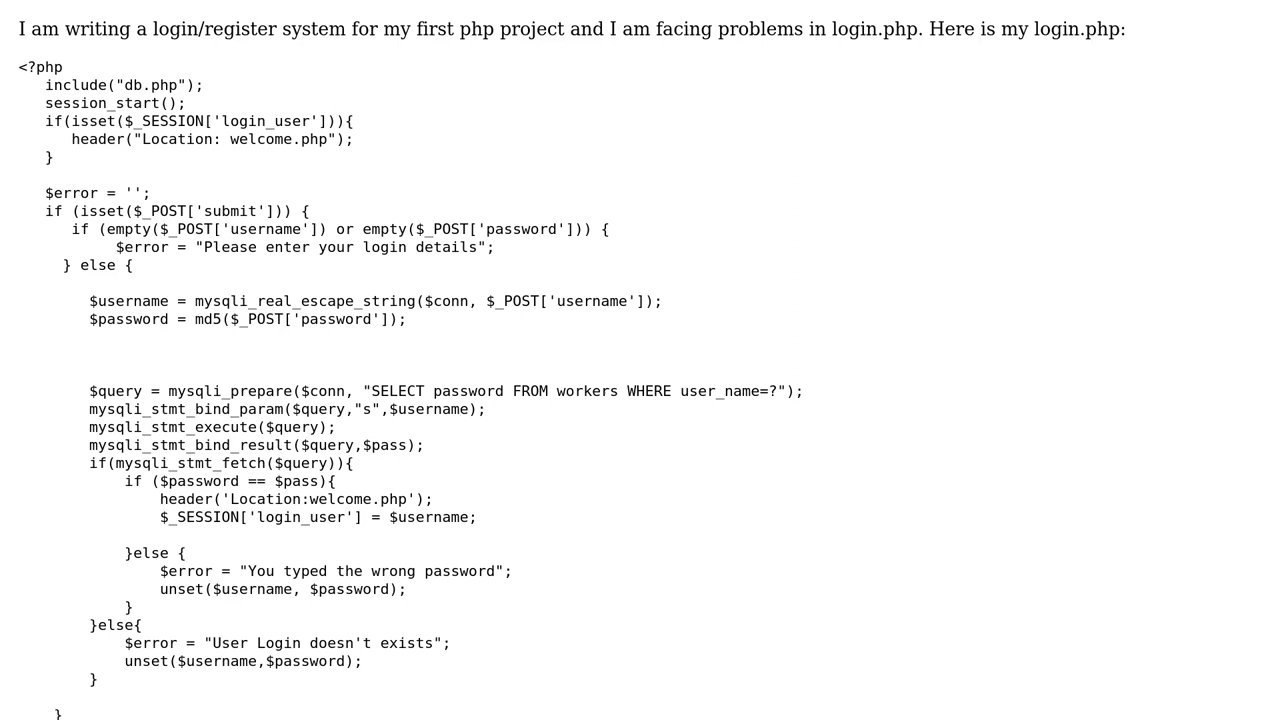 I am writing a login/register system for my first php project and I am facing problems in login.php. Here is my login.php:
<?php
   include("db.php");
   session_start();
   if(isset($_SESSION['login_user'])){
      header("Location: welcome.php");
   }

   $error = '';
   if (isset($_POST['submit'])) {
      if (empty($_POST['username']) or empty($_POST['password'])) {
           $error = "Please enter your login details";
     } else {

        $username = mysqli_real_escape_string($conn, $_POST['username']);
        $password = md5($_POST['password']);

        $query = mysqli_prepare($conn, "SELECT password FROM workers WHERE user_name=?");
        mysqli_stmt_bind_param($query,"s",$username);
        mysqli_stmt_execute($query);
        mysqli_stmt_bind_result($query,$pass);
        if(mysqli_stmt_fetch($query)){
            if ($password == $pass){
                header('Location:welcome.php');
                $_SESSION['login_user'] = $username;

            }else {
                $error = "You typed the wrong password";
                unset($username, $password);
            }
        }else{
            $error = "User Login doesn't exists";
            unset($username,$password);
        }

    }